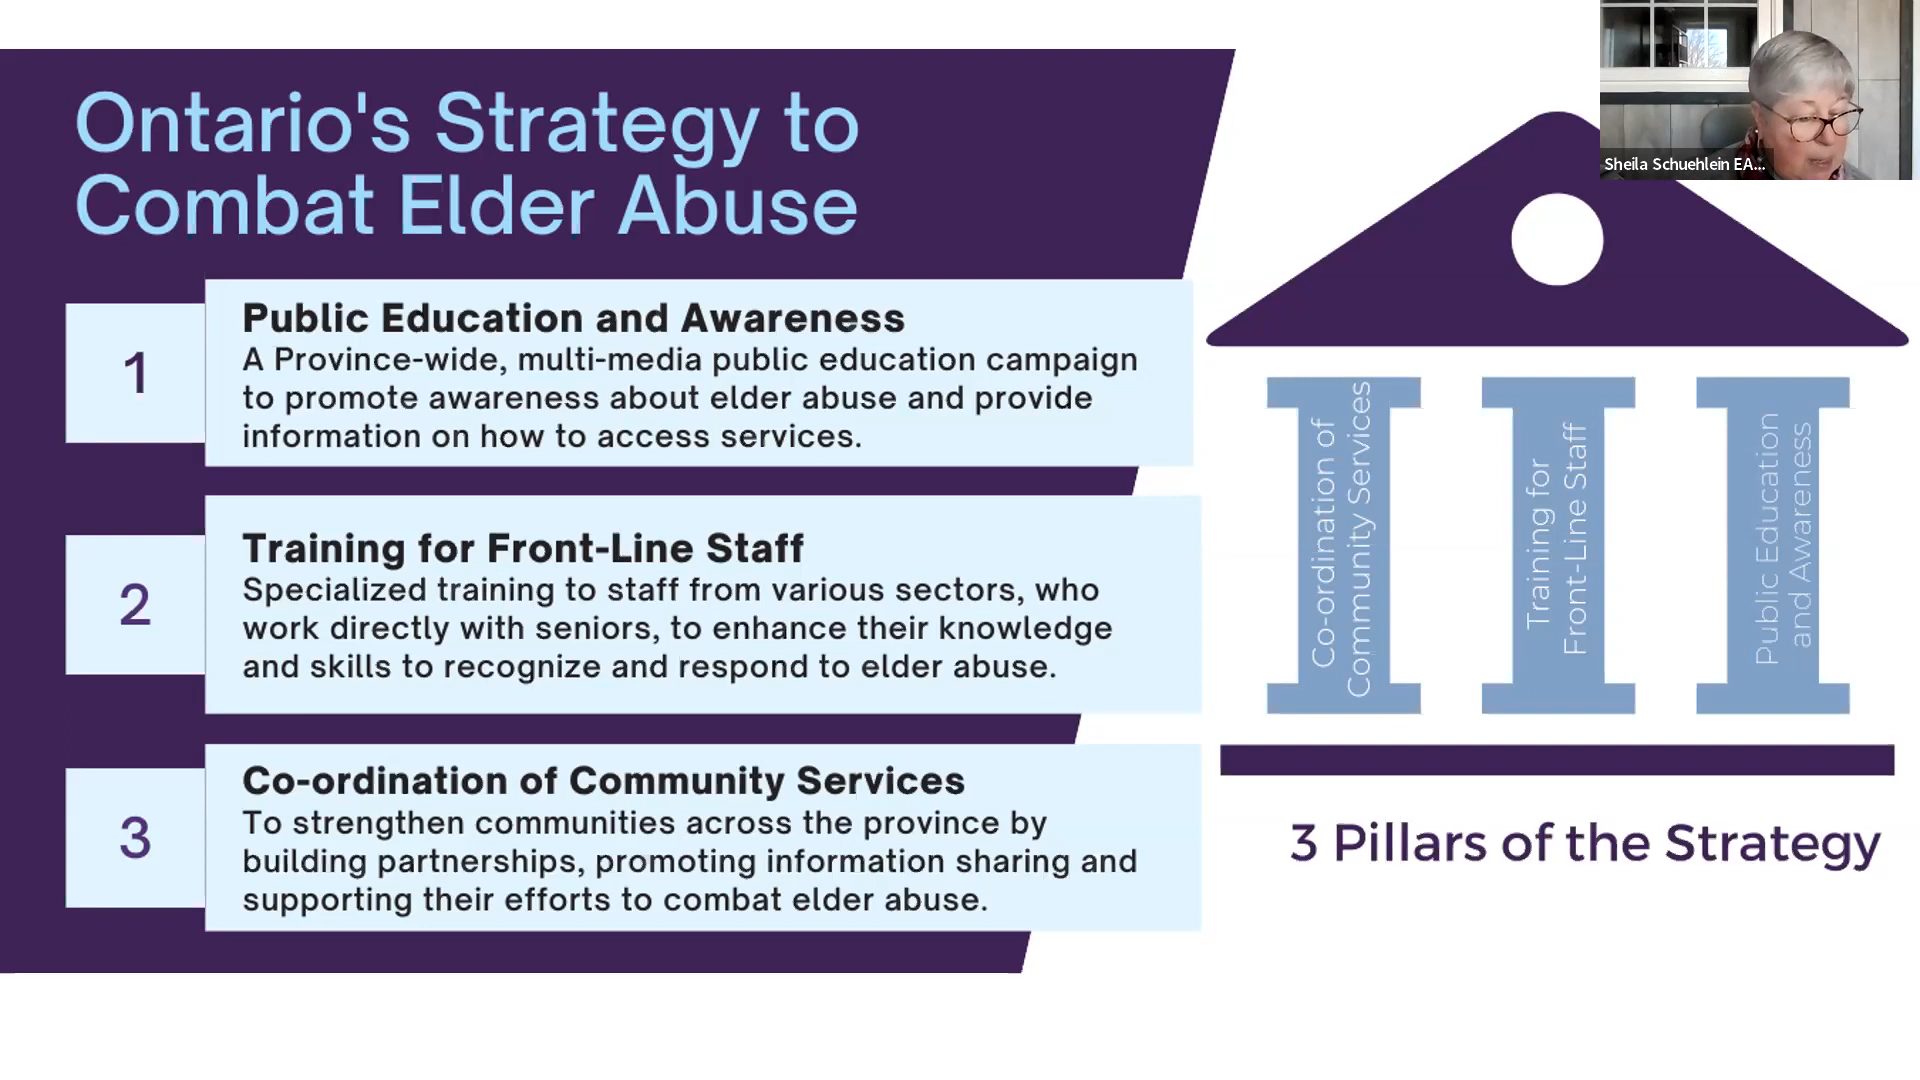 Ontario's Strategy to
Combat Elder Abuse
1
Public Education and Awareness
A Province-wide, multi-media public education campaign
to promote awareness about elder abuse and provide
information on how to access services.
2
Training for Front-Line Staff
Specialized training to staff from various sectors, who
work directly with seniors, to enhance their knowledge
and skills to recognize and respond to elder abuse.
3
Co-ordination of Community Services
To strengthen communities across the province by
building partnerships, promoting information sharing and
supporting their efforts to combat elder abuse.
Sheila Schuehlein EA...
Co-ordination of
Community Services
Training for
Front-Line Staff
Public Education
and Awareness
3 Pillars of the Strategy